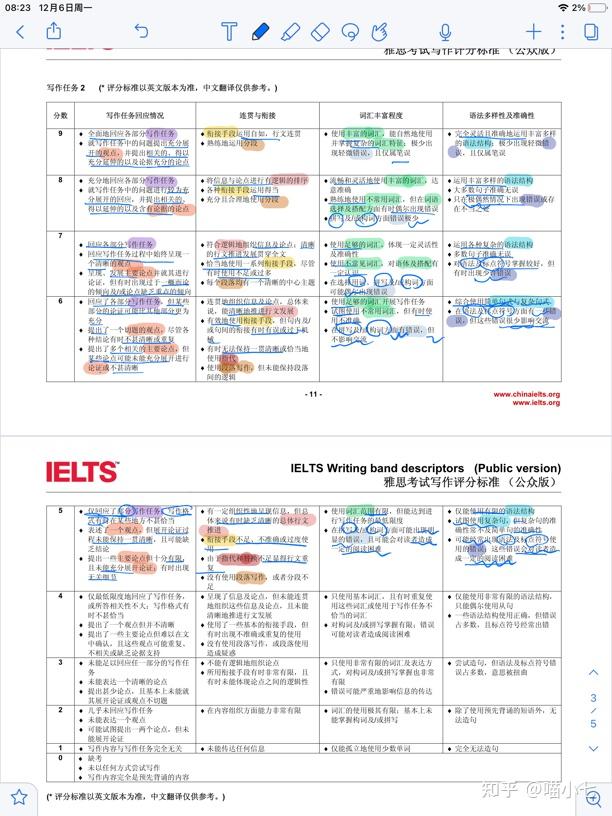 08:23 12月6日周一
2%
IELTS
雅思考试写作评分标准 （公众版）
写作任务 2 （* 评分标准以英文版本为准，中文翻译仅供参考。）
分数 写作任务回应情况 连贯与衔接 词汇丰富程度 语法多样性及准确性
9
♦ 全面地回应各部分写作任务
♦ 就写作任务中的问题提出充分展
开的观点，并提出相关的、得以
充分延伸的以及论据充分的论点
♦ 衔接手段运用自如，行文连贯
♦ 熟练地运用分段
♦ 使用丰富的词汇，能自然地使用
并掌握复杂的词汇特征；极少出
现轻微错误，且仅属笔误
♦ 完全灵活且准确地运用丰富多样
的语法结构；极少出现轻微错
误，且仅属笔误
8
♦ 充分地回应各部分写作任务
♦ 就写作任务中的问题进行较为充
分展开的回应，并提出相关的、
得以延伸的以及含有论据的论点
♦ 将信息与论点进行有逻辑的排序
♦ 各种衔接手段运用得当
♦ 充分且合理地使用分段
♦ 流畅和灵活地使用丰富的词汇，达
意准确
♦ 熟练地使用不常用词汇，但在词语
选择及搭配方面有时偶尔出现错误
♦ 拼写及/或构词方面错误极少
♦ 运用丰富多样的语法结构
♦ 大多数句子准确无误
♦ 只在极偶然情况下出现错误或存
在不当之处
7
♦ 回应各部分写作任务
♦ 回应写作任务过程中始终呈现一
个清晰的观点
♦ 呈现、发展主要论点并就其进行
论证，但有时出现过于一概而论
的倾向及/或论点缺乏重点的倾向
♦ 符合逻辑地组织信息及论点；清晰
的行文推进发展贯穿全文
♦ 恰当地使用一系列衔接手段，尽管
有时使用不足或过多
♦ 每个段落均有一个清晰的中心主题
♦ 使用足够的词汇，体现一定灵活性
及准确性
♦ 使用不常见词汇，对语体及搭配有
一定认识
♦ 在选择用词、拼写及/或构词方面
可能偶尔出现错误
♦ 运用各种复杂的语法结构
♦ 多数句子准确无误
♦ 对语法及标点符号掌握较好，但
有时出现少许错误
6
♦ 回应了各部分写作任务，但某些部
分的论证可能比其他部分更为
充分
♦ 提出了一个切题的观点，尽管各
种结论有时不甚清晰或重复
♦ 提出了多个相关的主要论点，但
某些论点可能未能充分展开进行
论证或不甚清晰
♦ 连贯地组织信息及论点，总体来
说，能清晰地推进行文发展
♦ 有效地使用衔接手段，但句内及/
或句间的衔接有时有误或过于机
械
♦ 有时无法保持一贯清晰或恰当地
使用指代
♦ 使用段落写作，但未能保持段落
间的逻辑
♦ 使用足够的词汇开展写作任务
♦ 试图使用不常用词汇，但有时使
用不准确
♦ 在拼写及/或构词方面有错误，但
不影响交流
♦ 综合使用简单句式与复杂句式
♦ 在语法及标点符号方面有一些错
误，但这些错误很少影响交流
- 11 -
www.chinaielts.org
www.ielts.org
IELTS
IELTS Writing band descriptors (Public version)
雅思考试写作评分标准 （公众版）
5
♦ 仅回应了部分写作任务；写作格
式有时在某些地方不甚恰当
♦ 表述了一个观点，但展开论证过
程未能保持一贯清晰，且可能缺
乏结论
♦ 提出一些主要论点但十分有限，
且未能充分展开论证；有时出现
无关细节
♦ 有一定组织性地呈现信息，但总
体来说有时缺乏清晰的总体行文
推进
♦ 衔接手段不足、不准确或过度使
用
♦ 由于指代和替换不足显得行文重
复
♦ 没有使用段落写作，或者分段不
足
♦ 使用词汇范围有限，但能达到进
行写作任务的最低限度
♦ 在拼写及/或构词方面可能出现明
显的错误，且可能会对读者造成一
定的阅读困难
♦ 仅能使用有限的语法结构
♦ 试图使用复杂句，但复杂句的准
确性常不及简单句的准确性
♦ 可能经常出现语法及标点符号使
用的错误；这些错误会对读者造
成一定的阅读困难
4
♦ 仅最低限度地回应了写作任务，
或所答相关性不大；写作格式有
时不甚恰当
♦ 提出了一个观点但并不清晰
♦ 提出了一些主要论点但难以在文
中确认，且这些观点可能重复、
不相关或缺乏论据支持
♦ 呈现了信息及论点，但未能连贯
地组织这些信息及论点，且未能
清晰地推进行文发展
♦ 使用了一些基本的衔接手段，但
有时出现不准确或重复的使用
♦ 没有使用段落写作，或段落使用
造成疑惑
♦ 只使用基本词汇，且有时重复使
用这些词汇或使用于写作任务不
恰当的词汇
♦ 对构词及/或拼写掌握有限；错误
可能对读者造成阅读困难
♦ 仅能使用非常有限的语法结构，
只能偶尔使用从句
♦ 一些语法结构使用正确，但错误
占多数，且标点符号经常出错
3
♦ 未能足以回应任一部分的写作任
务
♦ 未能表达一个清晰的论点
♦ 提出甚少论点，且基本上未能就
其展开论证或观点不切题
♦ 不能有逻辑地组织论点
♦ 所用衔接手段有时非常有限，且
有时未能体现论点之间的逻辑性
♦ 只使用非常有限的词汇及表达方
式，对构词及/或拼写掌握也非常
有限
♦ 错误可能严重地影响信息的传达
♦ 尝试造句，但语法及标点符号错
误占多数，意思被扭曲
2
♦ 几乎未回应写作任务
♦ 未能表达一个观点
♦ 可能试图提出一两个论点，但未
能展开论证
♦ 在内容组织方面能力非常有限
♦ 词汇的使用极其有限；基本上未
能掌握构词及/或拼写
♦ 除了使用预先背诵的短语外，无
法造句
1
♦ 写作内容与写作任务完全无关
♦ 未能传达任何信息
♦ 仅能孤立地使用少数单词
♦ 完全无法造句
0
♦ 缺考
♦ 未以任何方式尝试写作
♦ 写作内容完全是预先背诵的内容
（* 评分标准以英文版本为准，中文翻译仅供参考。）
3
5
知乎 @喵小七